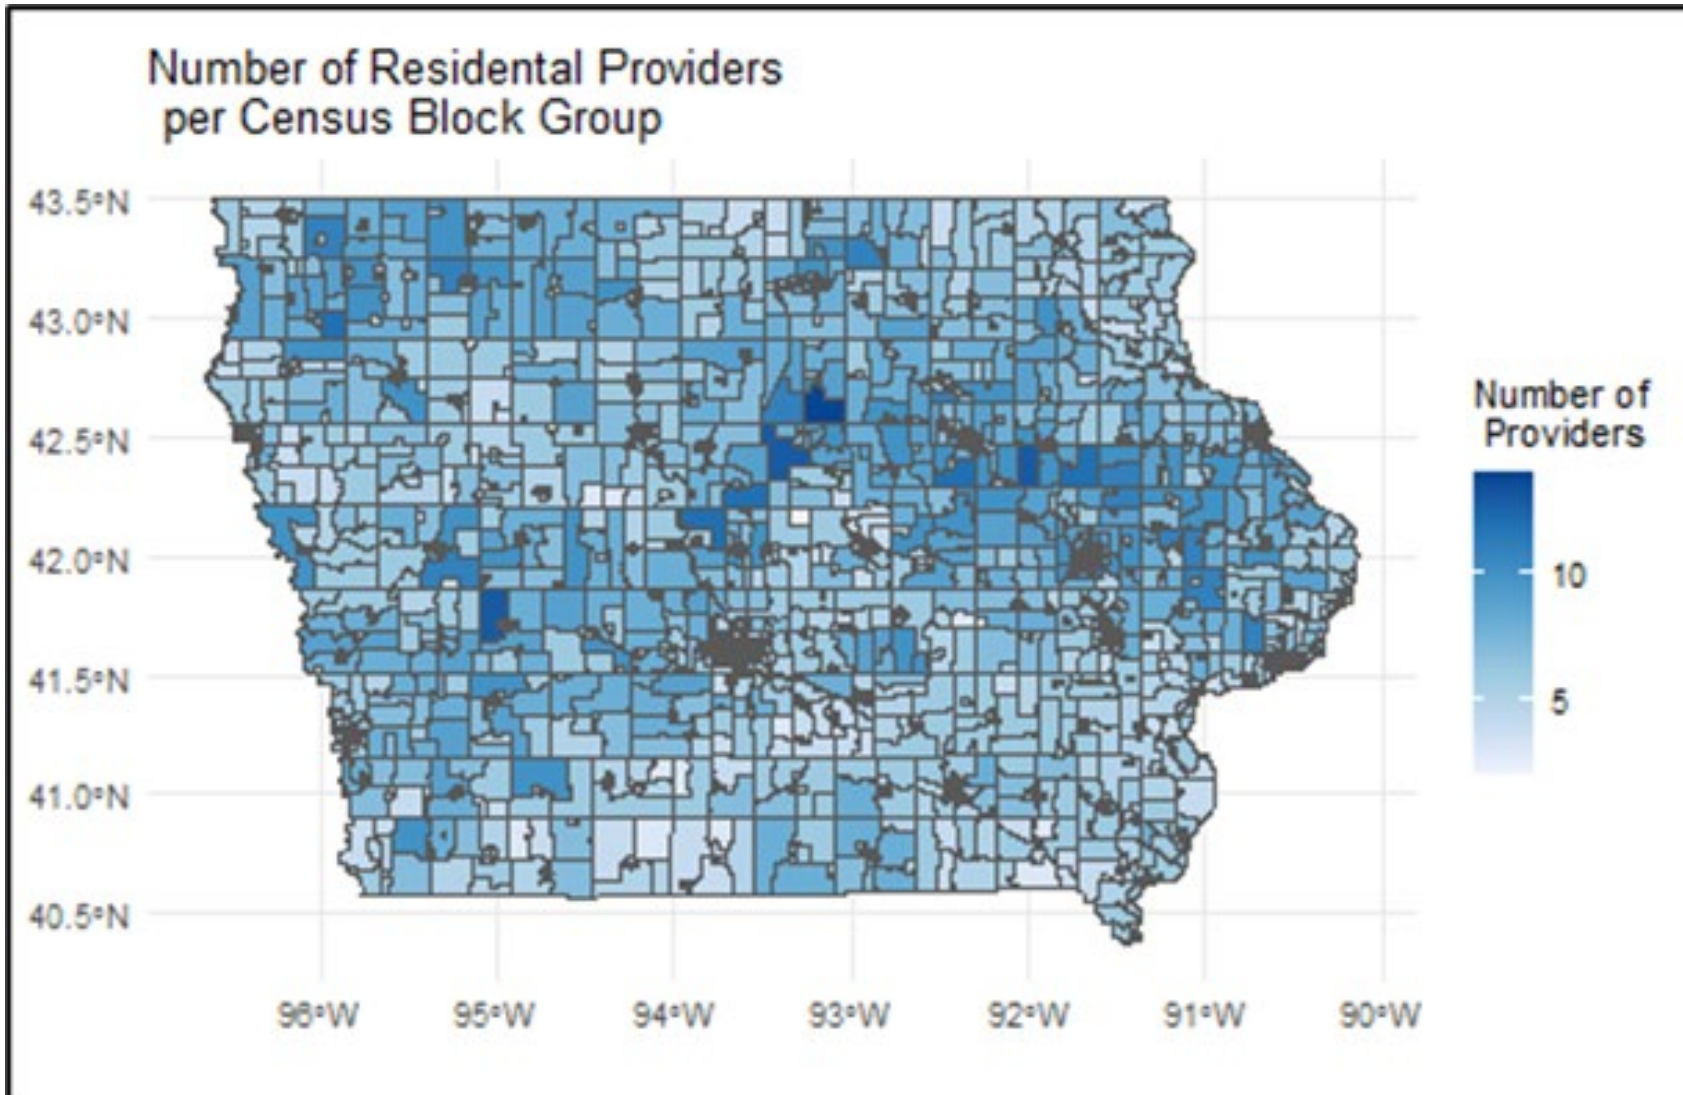 Number of Residental Providers
per Census Block Group
43.5°N
43.0°N
42.5°N
42.0°N
41.5°N
41.0°N
40.5°N
96°W 95°W 94°W 93°W 92°W 91°W 90°W
Number of
Providers
10
5